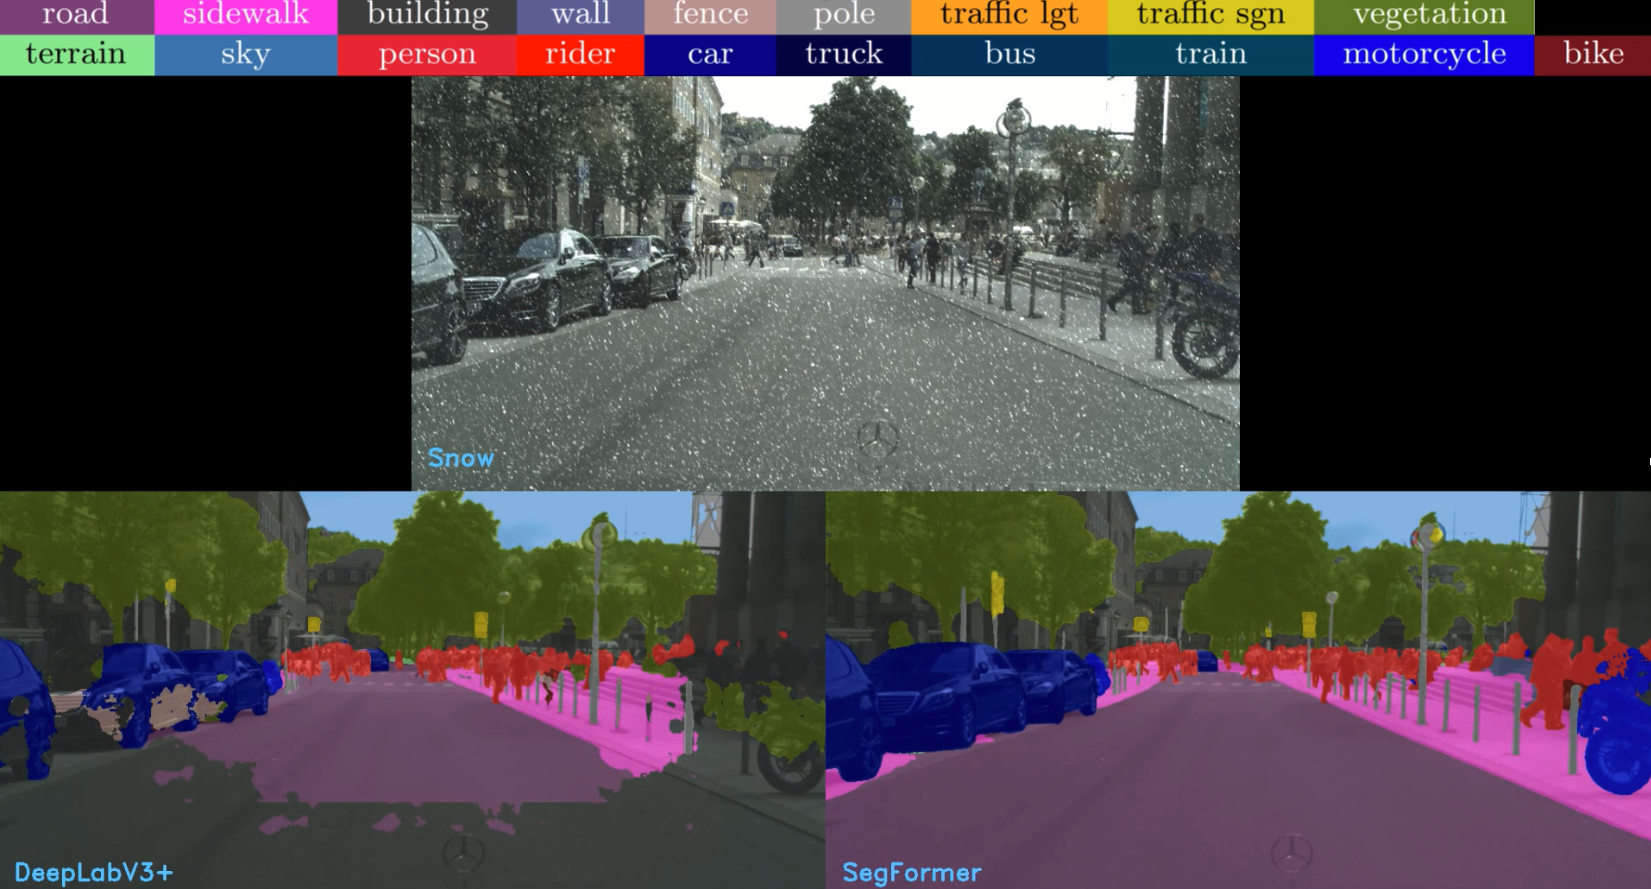 road sidewalk building wall fence pole traffic lgt traffic sgn vegetation
terrain sky person rider car truck bus train motorcycle bike
Snow
DeepLabV3+
SegFormer